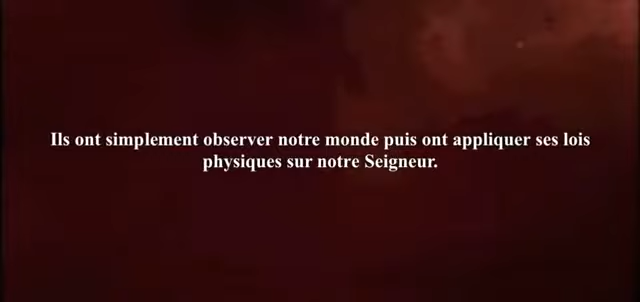 Ils ont simplement observer notre monde puis ont appliquer ses lois
physiques sur notre Seigneur.